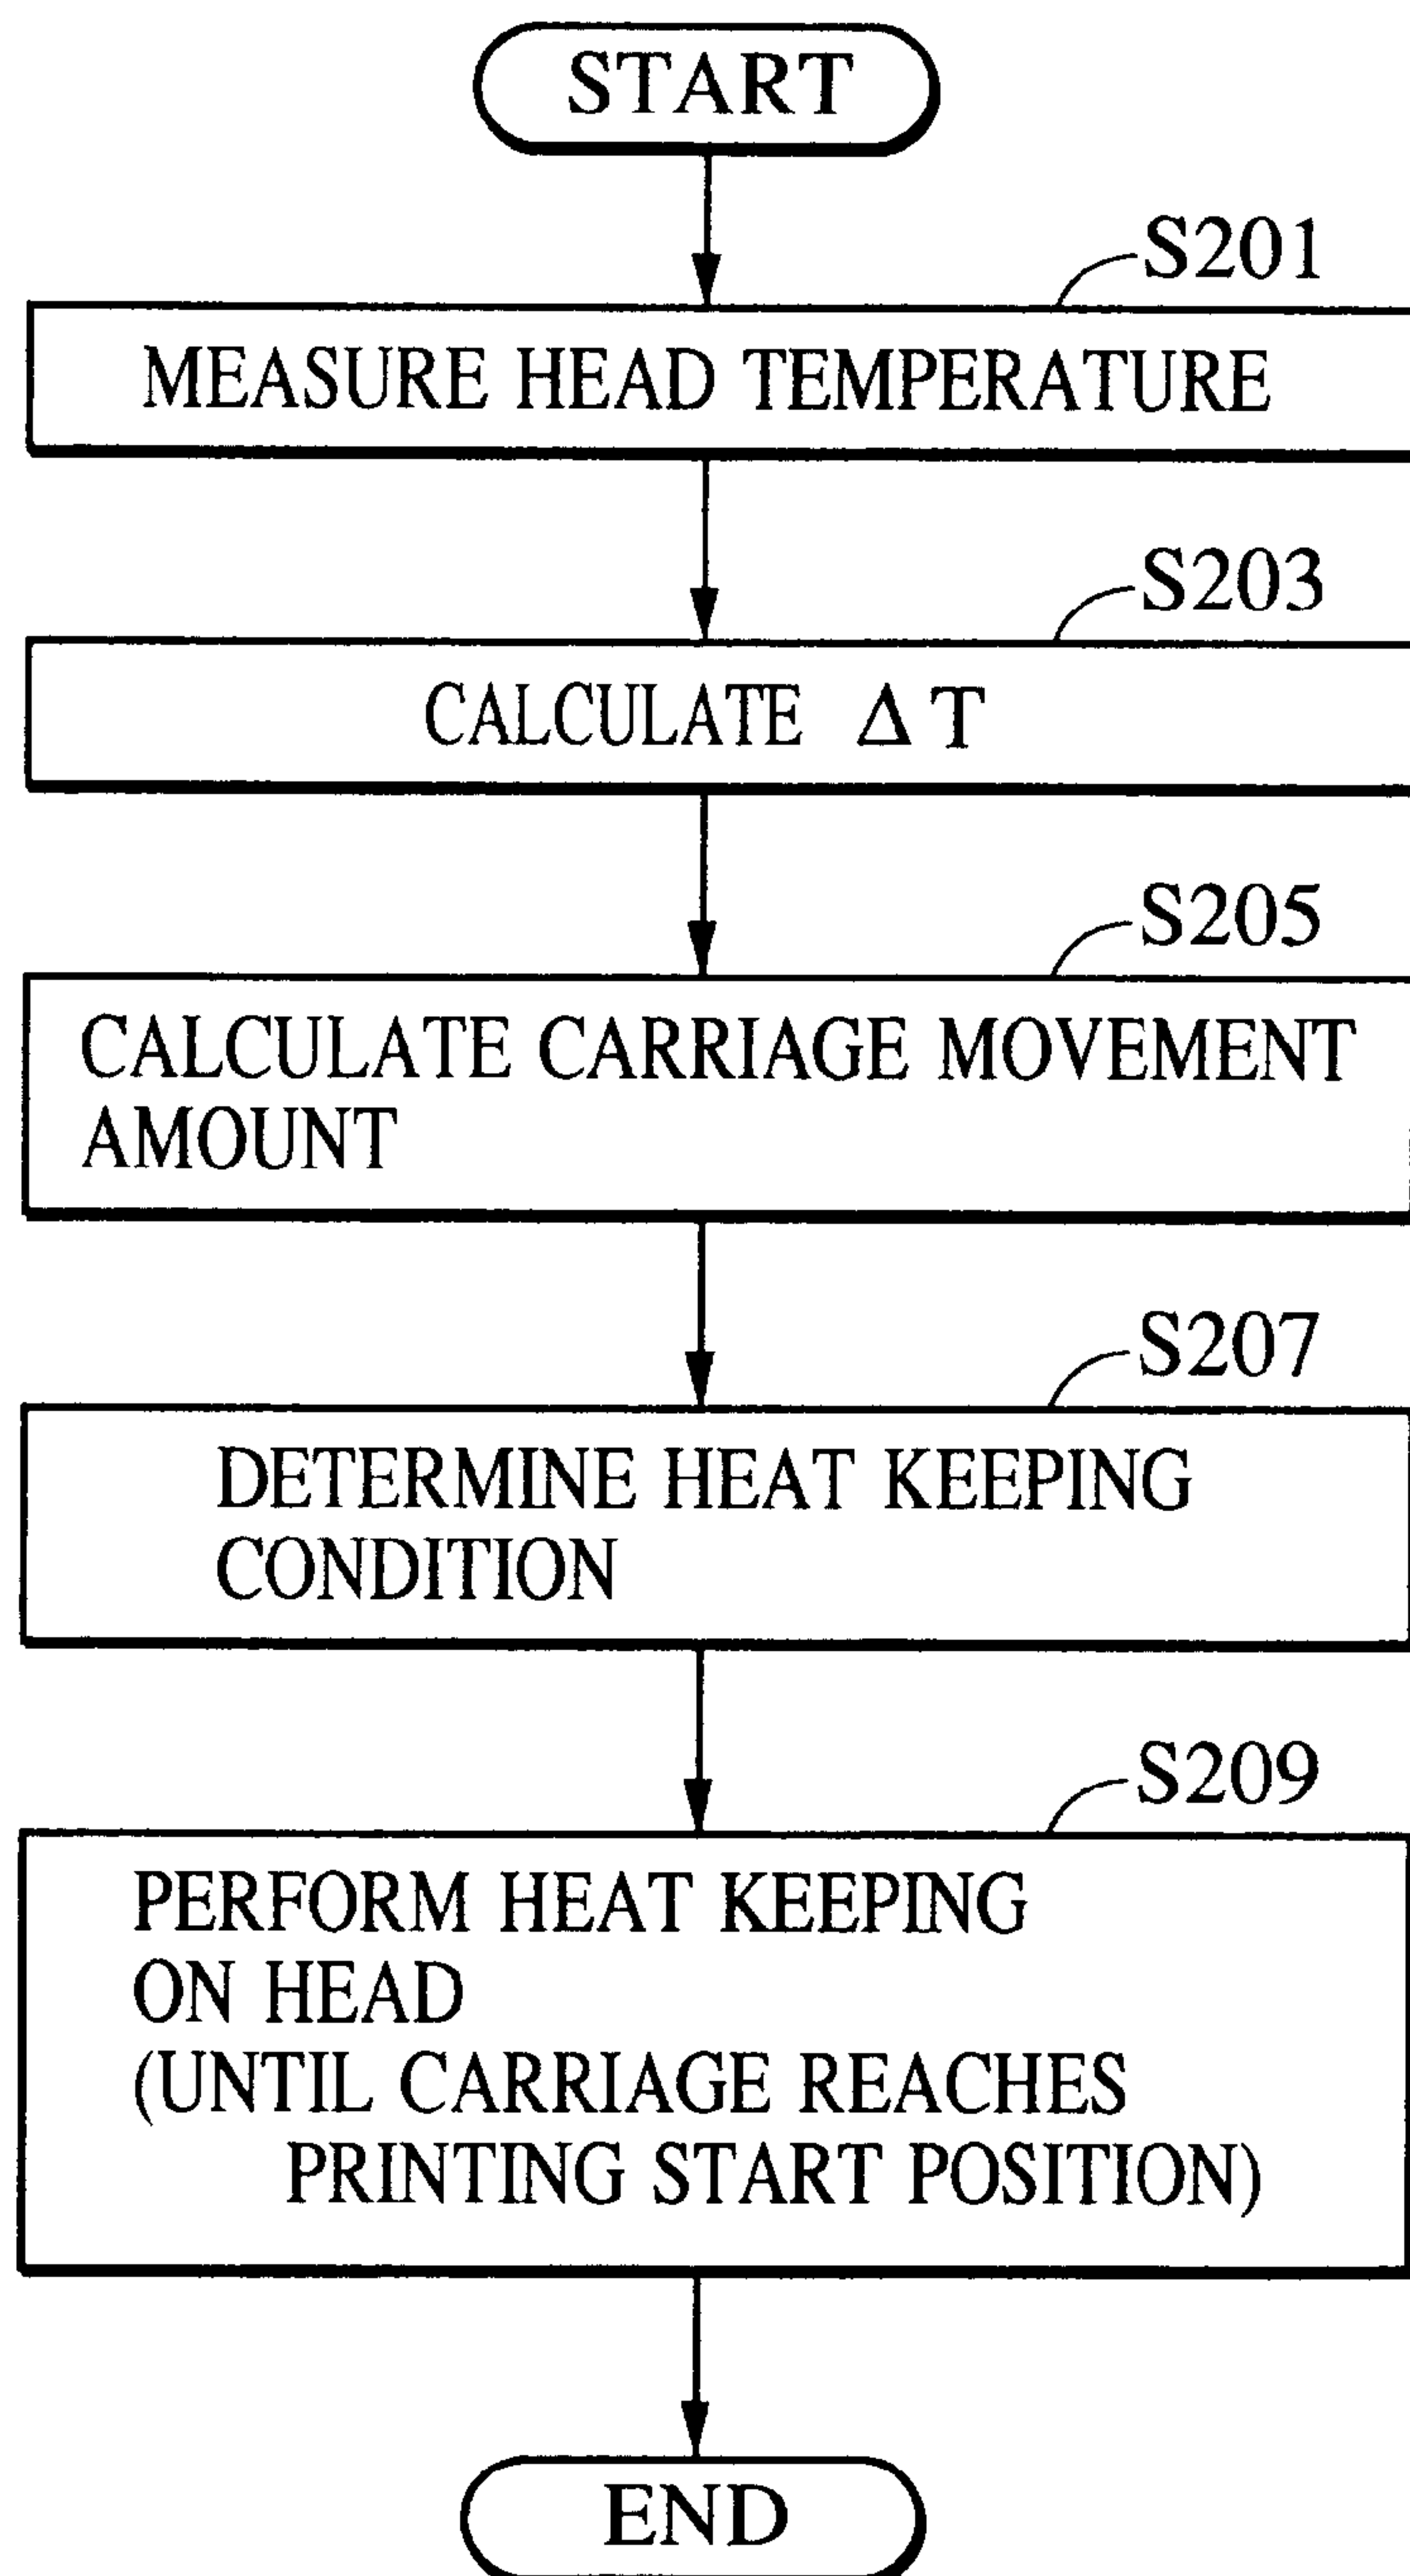 START
S201
MEASURE HEAD TEMPERATURE
S203
CALCULATE ΔT
S205
CALCULATE CARRIAGE MOVEMENT
AMOUNT
S207
DETERMINE HEAT KEEPING
CONDITION
S209
PERFORM HEAT KEEPING
ON HEAD
(UNTIL CARRIAGE REACHES
PRINTING START POSITION)
END